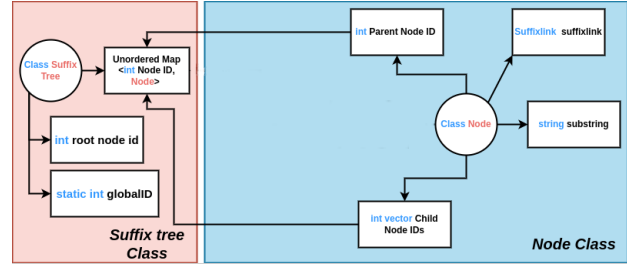 Class Suffix
Tree
Unordered Map
<int Node ID,
Node>
int root node id
static int globalID
Suffix tree
Class
int Parent Node ID
Suffixlink suffixlink
Class Node
string substring
int vector Child
Node IDs
Node Class